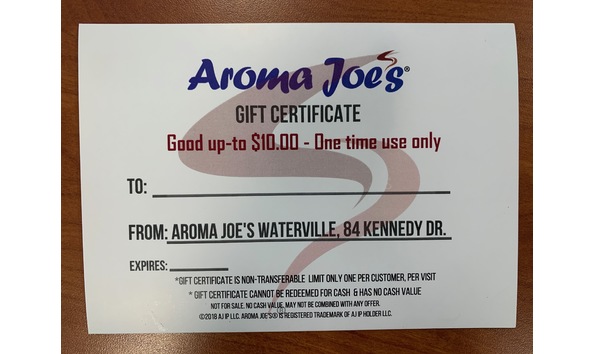 Aroma Joe's®
GIFT CERTIFICATE
Good up-to $10.00 - One time use only
TO:
FROM: AROMA JOE'S WATERVILLE, 84 KENNEDY DR.
EXPIRES:
*GIFT CERTIFICATE IS NON-TRANSFERABLE LIMIT ONLY ONE PER CUSTOMER, PER VISIT
* GIFT CERTIFICATE CANNOT BE REDEEMED FOR CASH & HAS NO CASH VALUE
NOT FOR SALE. NO CASH VALUE. MAY NOT BE COMBINED WITH ANY OFFER.
©2018 AJ IP LLC. AROMA JOE'S® IS REGISTERED TRADEMARK OF AJ IP HOLDER LLC.